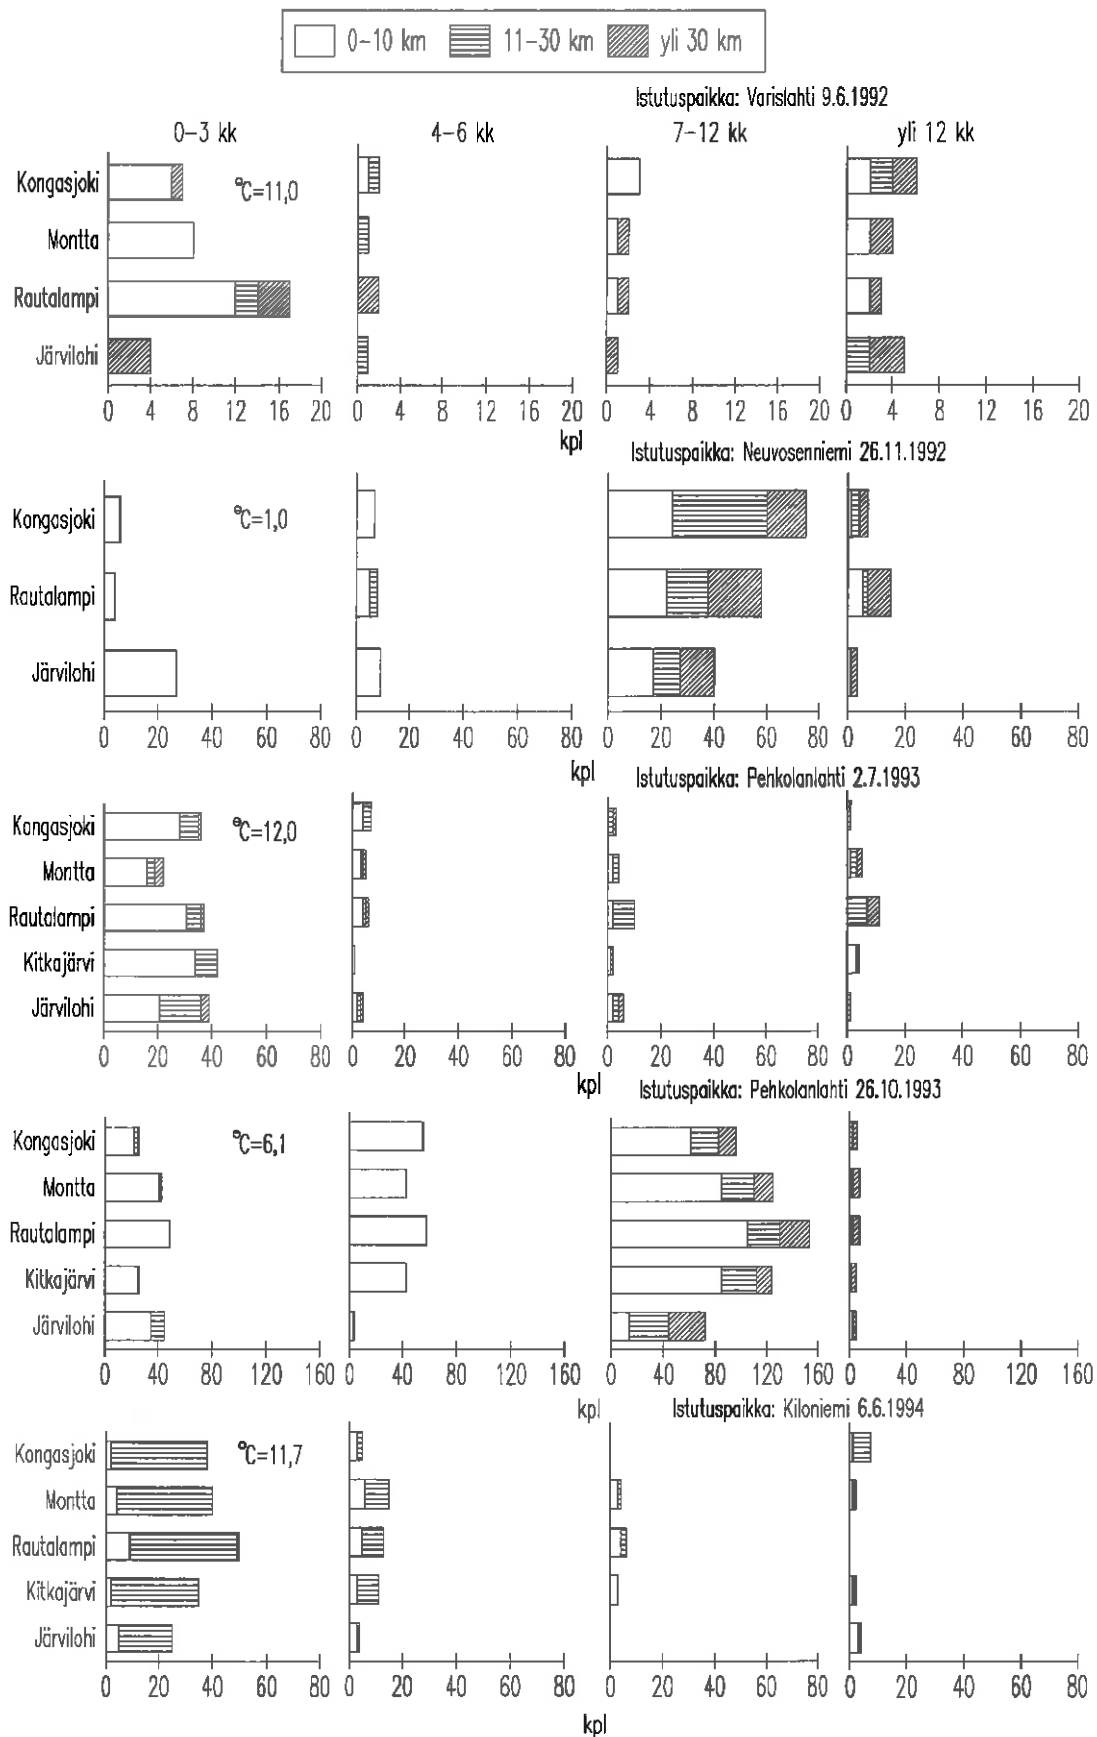 0-10 km 11-30 km yli 30 km
Istutuspaikka: Varislahti 9.6.1992
0-3 kk 4-6 kk 7-12 kk yli 12 kk
Kongasjoki °C=11,0
Montta
Rautalampi
Järvilohi
0 4 8 12 16 20 0 4 8 12 16 20 0 4 8 12 16 20 0 4 8 12 16 20
kpl
Istutuspaikka: Neuvosenniemi 26.11.1992
Kongasjoki °C=1,0
Rautalampi
Järvilohi
0 20 40 60 80 0 20 40 60 80 0 20 40 60 80 0 20 40 60 80
kpl
Istutuspaikka: Pehkolanlahti 2.7.1993
Kongasjoki °C=12,0
Montta
Rautalampi
Kitkajärvi
Järvilohi
0 20 40 60 80 0 20 40 60 80 0 20 40 60 80 0 20 40 60 80
kpl
Istutuspaikka: Pehkolanlahti 26.10.1993
Kongasjoki °C=6,1
Montta
Rautalampi
Kitkajärvi
Järvilohi
0 40 80 120 160 0 40 80 120 160 0 40 80 120 160 0 40 80 120 160
kpl
Istutuspaikka: Kiloniemi 6.6.1994
Kongasjoki °C=11,7
Montta
Rautalampi
Kitkajärvi
Järvilohi
0 20 40 60 80 0 20 40 60 80 0 20 40 60 80 0 20 40 60 80
kpl